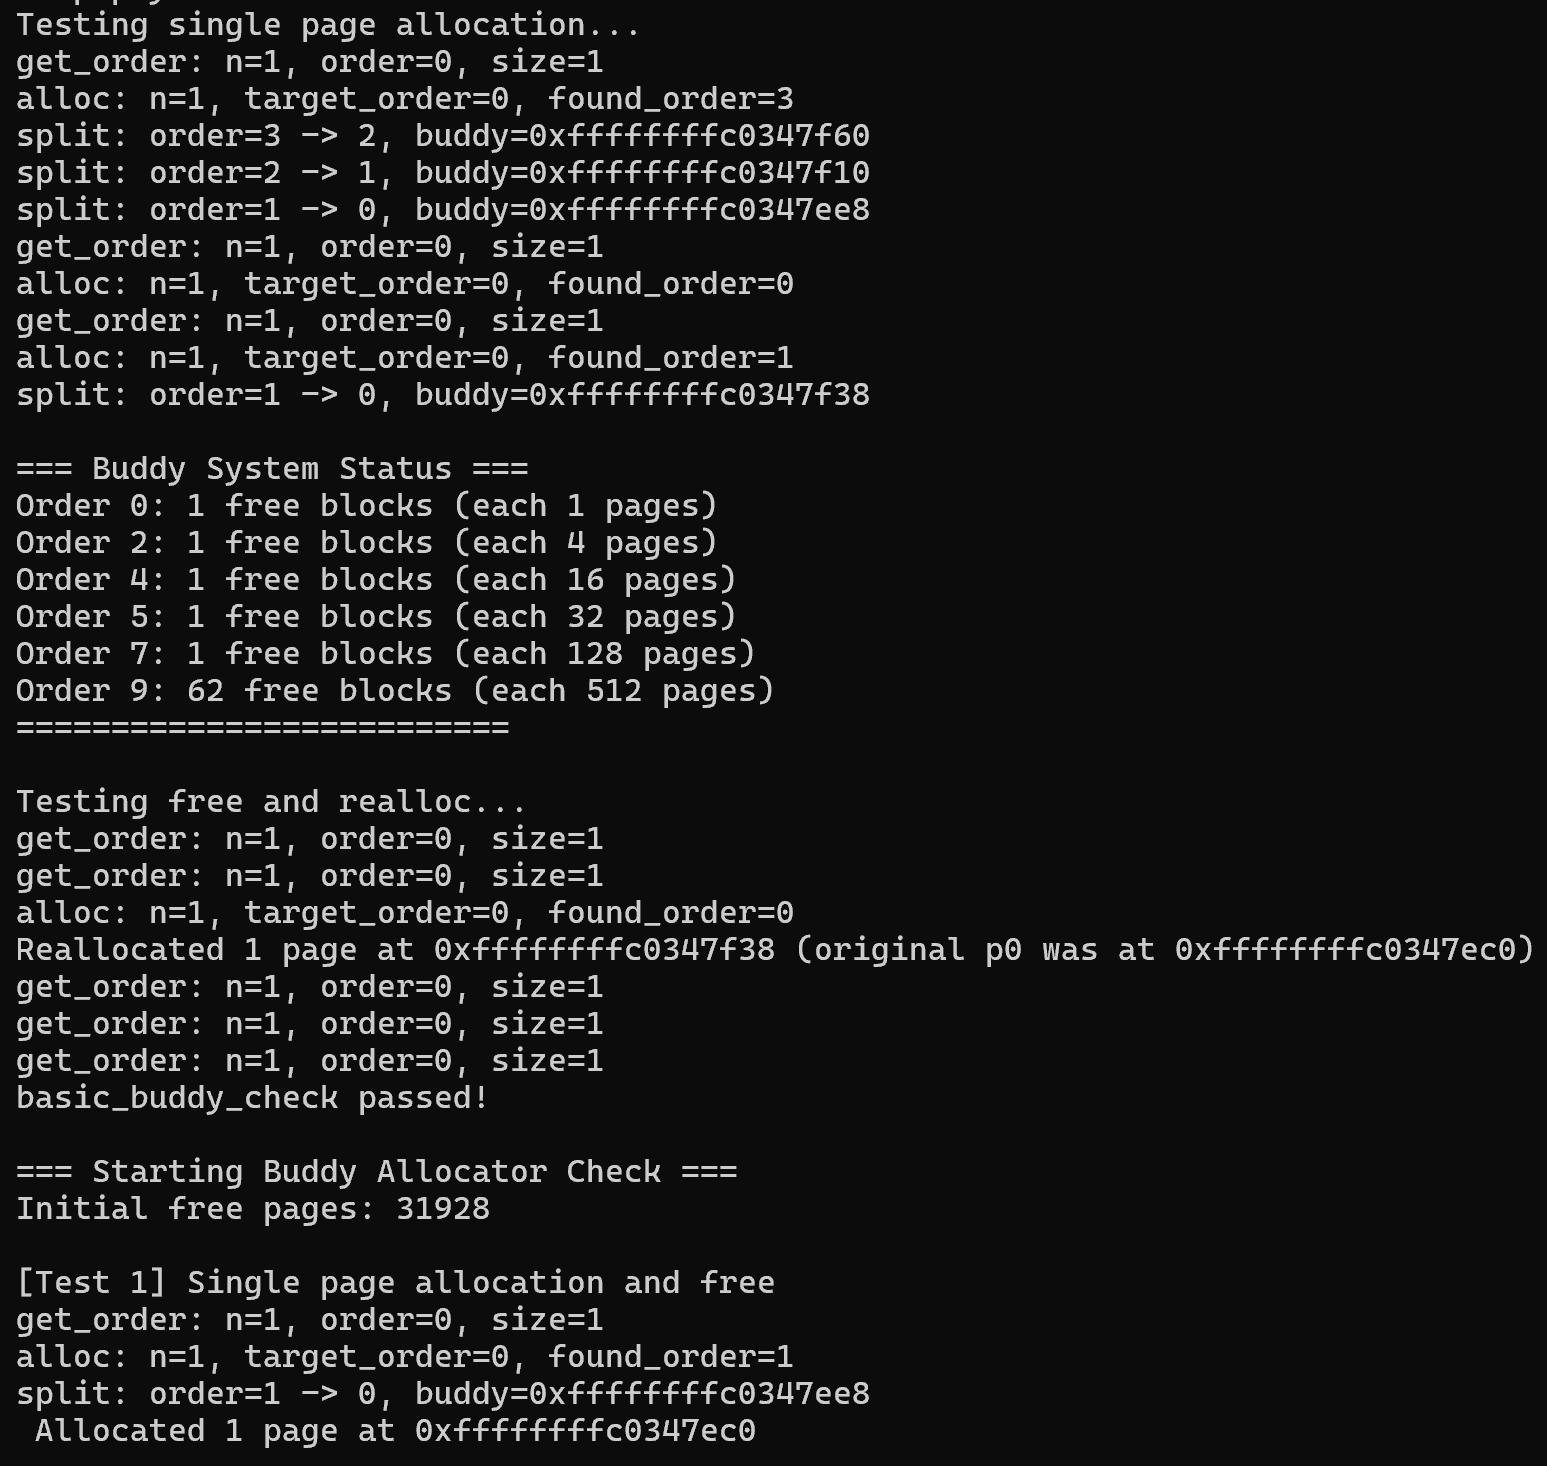 Testing single page allocation...
get_order: n=1, order=0, size=1
alloc: n=1, target_order=0, found_order=3
split: order=3 -> 2, buddy=0xffffffffc0347f60
split: order=2 -> 1, buddy=0xffffffffc0347f10
split: order=1 -> 0, buddy=0xffffffffc0347ee8
get_order: n=1, order=0, size=1
alloc: n=1, target_order=0, found_order=0
get_order: n=1, order=0, size=1
alloc: n=1, target_order=0, found_order=1
split: order=1 -> 0, buddy=0xffffffffc0347f38
=== Buddy System Status ===
Order 0: 1 free blocks (each 1 pages)
Order 2: 1 free blocks (each 4 pages)
Order 4: 1 free blocks (each 16 pages)
Order 5: 1 free blocks (each 32 pages)
Order 7: 1 free blocks (each 128 pages)
Order 9: 62 free blocks (each 512 pages)
==========================
Testing free and realloc...
get_order: n=1, order=0, size=1
get_order: n=1, order=0, size=1
alloc: n=1, target_order=0, found_order=0
Reallocated 1 page at 0xffffffffc0347f38 (original p0 was at 0xffffffffc0347ec0)
get_order: n=1, order=0, size=1
get_order: n=1, order=0, size=1
get_order: n=1, order=0, size=1
basic_buddy_check passed!
=== Starting Buddy Allocator Check ===
Initial free pages: 31928
[Test 1] Single page allocation and free
get_order: n=1, order=0, size=1
alloc: n=1, target_order=0, found_order=1
split: order=1 -> 0, buddy=0xffffffffc0347ee8
 Allocated 1 page at 0xffffffffc0347ec0